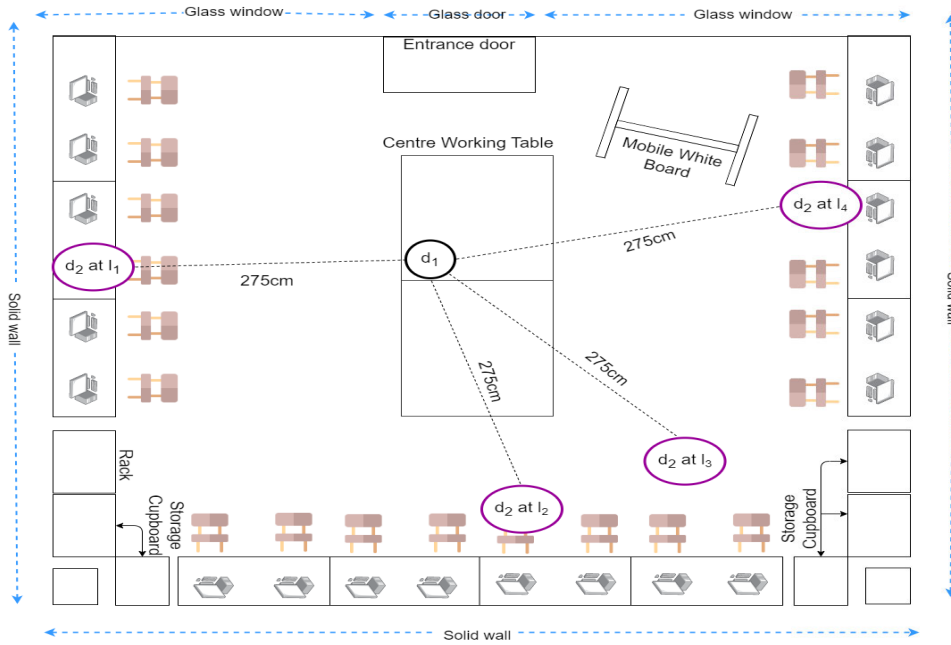 Glass window
Glass door
Glass window
Entrance door
Centre Working Table
Mobile White
Board
d2 at l4
d1
d2 at l1
275cm
275cm
275cm
275cm
d2 at l3
d2 at l2
Solid wall
Solid wall
Rack
Storage
Cupboard
Storage
Cupboard
Solid wall